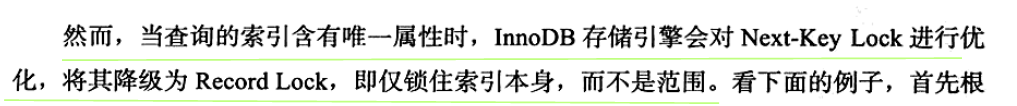 然而，当查询的索引含有唯一属性时，InnoDB 存储引擎会对 Next-Key Lock 进行优
化，将其降级为 Record Lock，即仅锁住索引本身，而不是范围。看下面的例子，首先根